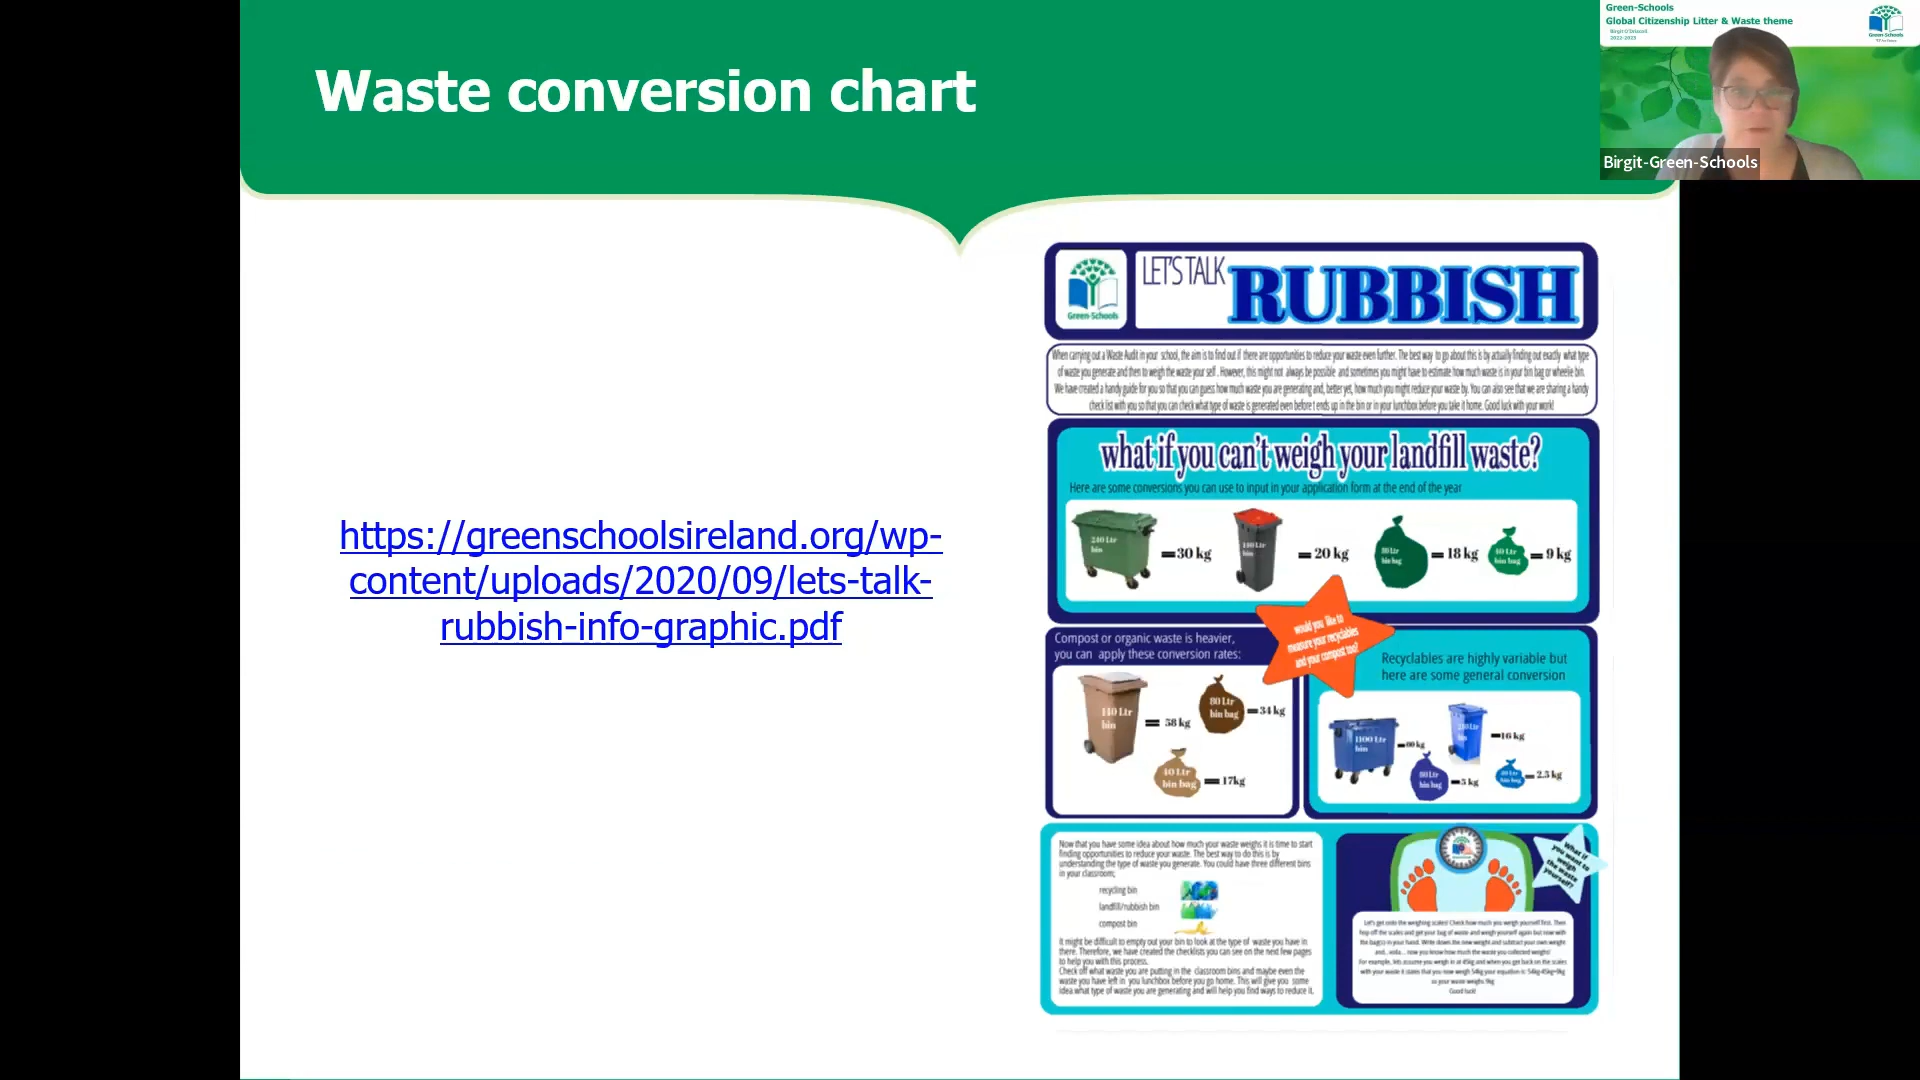 Waste conversion chart
Green-Schools
Global Citizenship Litter & Waste theme
Birgit O'Driscoll
2022-2023
Green-Schools
Birgit-Green-Schools
https://greenschoolsireland.org/wp-
content/uploads/2020/09/lets-talk-
rubbish-info-graphic.pdf
Green-Schools
LET'S TALK RUBBISH
When carrying out a Waste Audit in your school, the aim is to find out if there are opportunities to reduce your waste even further. The best way to go about this is by actually finding out exactly what type
of waste you generate and then to weigh the waste your self. However, this might not always be possible and sometimes you might have to estimate how much waste is in your bin bag or wheelie bin.
We have created a handy guide for you so that you can guess how much waste you are generating and, better yet, how much you might reduce your waste by. You can also see that we are sharing a handy
check list with you so that you can check what type of waste is generated even before t ends up in the bin or in your lunchbox before you take it home. Good luck with your work!
what if you can't weigh your landfill waste?
Here are some conversions you can use to input in your application form at the end of the year
240 Ltr
bin
=30 kg
140 Ltr
bin
= 20 kg
80 Ltr
bin bag
= 18 kg
40 Ltr
bin bag
= 9 kg
would you like to
measure your recyclables
and your compost too?
Compost or organic waste is heavier,
you can apply these conversion rates:
140 Ltr
bin
= 58 kg
80 Ltr
bin bag
= 34 kg
40 Ltr
bin bag
= 17kg
Recyclables are highly variable but
here are some general conversion
1100 Ltr
bin
kg
Ltr
bin
=16 kg
80 Ltr
bin bag
=5 kg
40 Ltr
bin bag
= 2.5 kg
Now that you have some idea about how much your waste weighs it is time to start
finding opportunities to reduce your waste. The best way to do this is by
understanding the type of waste you generate. You could have three different bins
in your classroom;
recycling bin
landfill/rubbish bin
compost bin
It might be difficult to empty out your bin to look at the type of waste you have in
there. Therefore, we have created the checklists you can see on the next few pages
to help you with this process.
Check off what waste you are putting in the classroom bins and maybe even the
waste you have left in you lunchbox before you go home. This will give you some
idea what type of waste you are generating and will help you find ways to reduce it.
What if
you want to
weigh
the waste
yourself?
Let's get onto the weighing scales! Check how much you weigh yourself first. Then
hop off the scales and get your bag of waste and weigh yourself again but now with
the bag(s) in your hand. Write down the new weight and subtract your own weight
and.. voila... now you know how much the waste you collected weighs!
For example, lets assume you weigh in at 45kg and when you get back on the scales
with your waste it states that you now weigh 54kg your equation is: 54kg-45kg=9kg
so your waste weighs 9kg
Good luck!